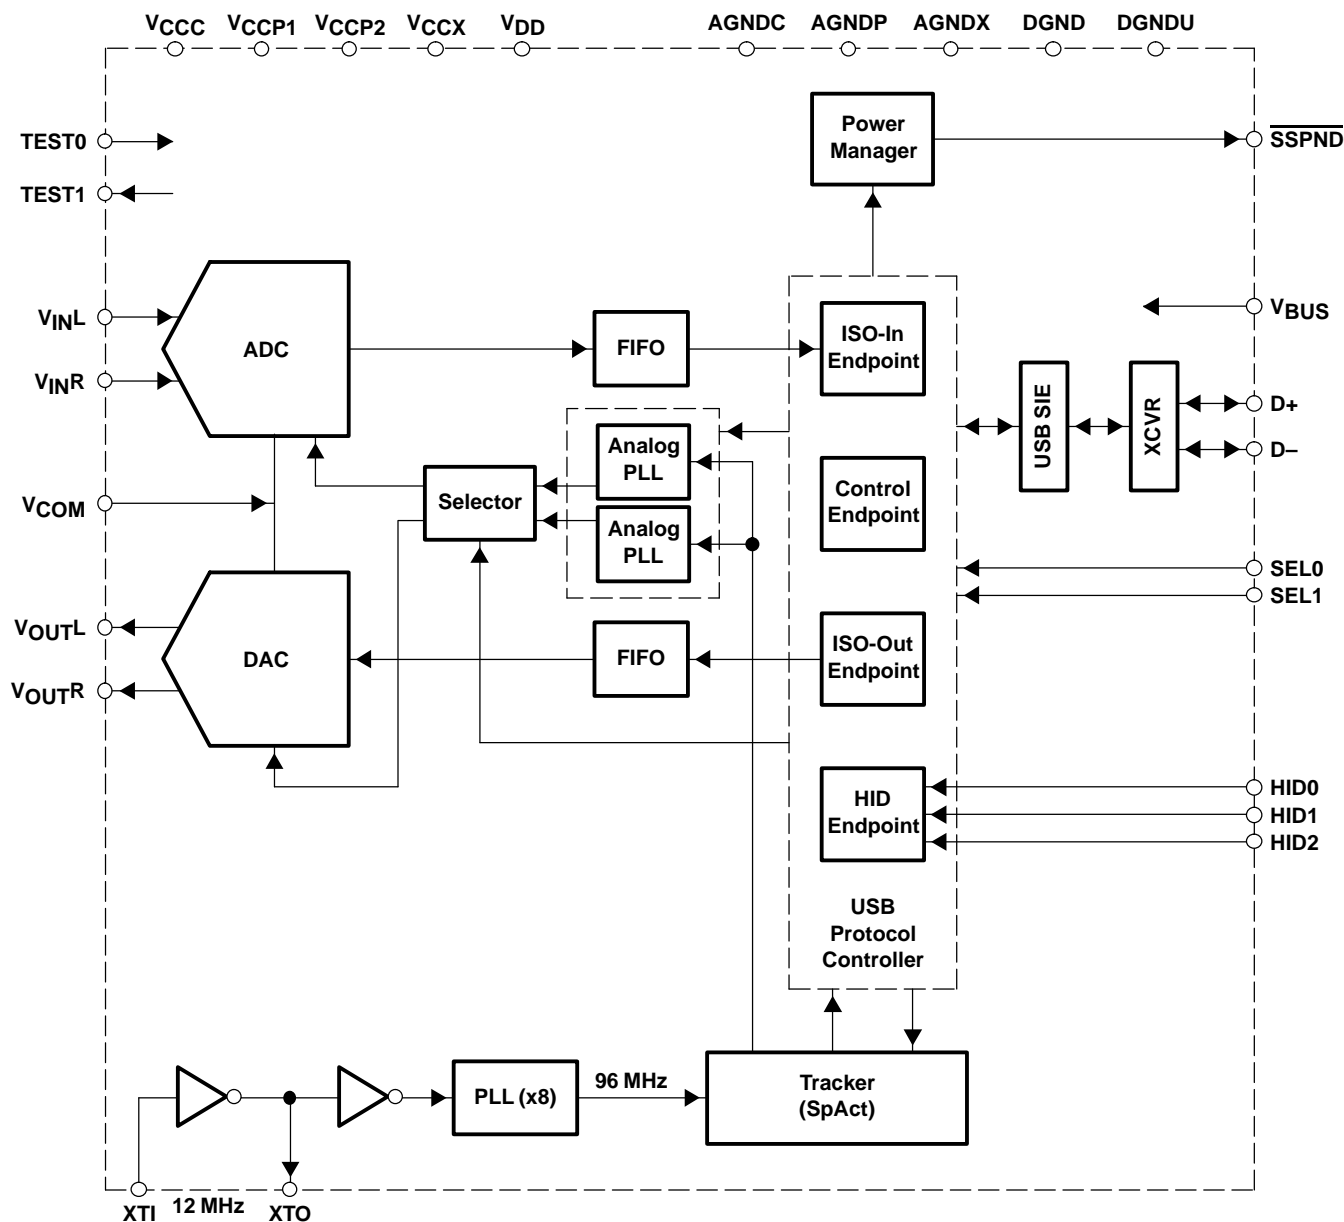 VCCC VCCP1 VCCP2 VCCX VDD AGNDC AGNDP AGNDX DGND DGNDU
TEST0
TEST1
Power
Manager
SSPND
VINL
VINR
ADC
FIFO
ISO-In
Endpoint
VBUS
USB SIE
XCVR
D+
D–
Analog
PLL
Selector
VCOM
Control
Endpoint
Analog
PLL
SEL0
SEL1
VOUTL
VOUTR
DAC
FIFO
ISO-Out
Endpoint
HID
Endpoint
HID0
HID1
HID2
USB
Protocol
Controller
PLL (x8)
96 MHz
Tracker
(SpAct)
XTI
12 MHz
XTO